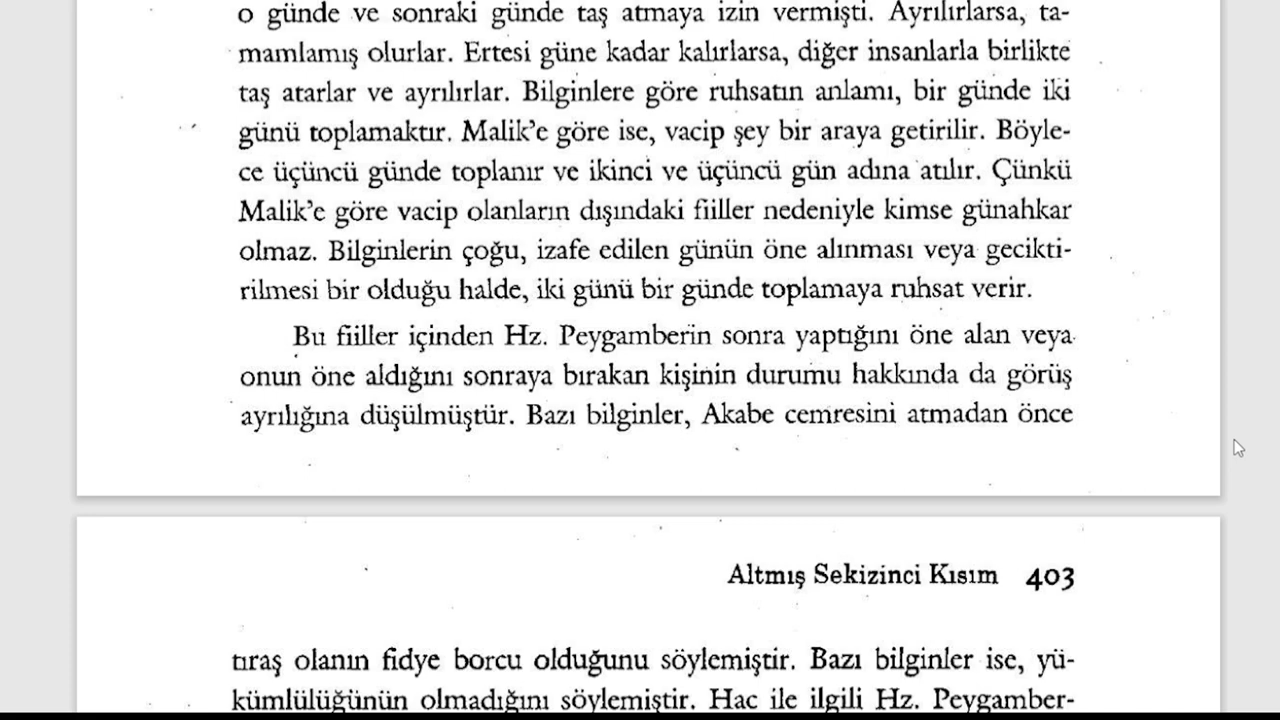 o günde ve sonraki günde taş atmaya izin vermişti. Ayrılırlarsa, ta-
mamlamış olurlar. Ertesi güne kadar kalırlarsa, diğer insanlarla birlikte
taş atarlar ve ayrılırlar. Bilginlere göre ruhsatın anlamı, bir günde iki
günü toplamaktır. Malik'e göre ise, vacip şey bir araya getirilir. Böyle-
ce üçüncü günde toplanır ve ikinci ve üçüncü gün adına atılır. Çünkü
Malik'e göre vacip olanların dışındaki fiiller nedeniyle kimse günahkar
olmaz. Bilginlerin çoğu, izafe edilen günün öne alınması veya gecikti-
rilmesi bir olduğu halde, iki günü bir günde toplamaya ruhsat verir.
Bu fiiller içinden Hz. Peygamberin sonra yaptığını öne alan veya
onun öne aldığını sonraya bırakan kişinin durumu hakkında da görüş
ayrılığına düşülmüştür. Bazı bilginler, Akabe cemresini atmadan önce
Altmış Sekizinci Kısım 403
tıraş olanın fidye borcu olduğunu söylemiştir. Bazı bilginler ise, yü-
kümlülüğünün olmadığını söylemiştir. Hac ile ilgili Hz. Peygamber-